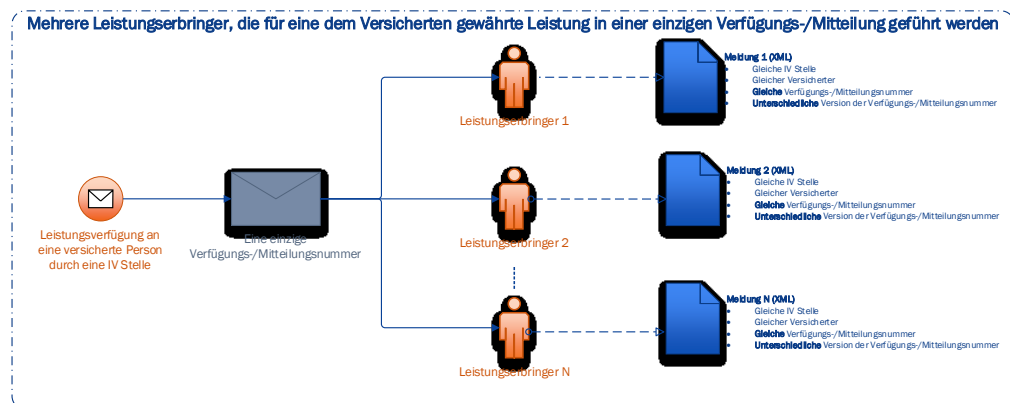 Mehrere Leistungserbringer, die für eine dem Versicherten gewährte Leistung in einer einzigen Verfügungs-/Mitteilung geführt werden
Meldung 1 (XML)
Gleiche IV Stelle
Gleicher Versicherter
Gleiche Verfügungs-/Mitteilungsnummer
Unterschiedliche Version der Verfügungs-/Mitteilungsnummer
Leistungserbringer 1
Meldung 2 (XML)
Gleiche IV Stelle
Gleicher Versicherter
Gleiche Verfügungs-/Mitteilungsnummer
Unterschiedliche Version der Verfügungs-/Mitteilungsnummer
Leistungsverfügung an
eine versicherte Person
durch eine IV Stelle
Eine einzige
Verfügungs-/Mitteilungsnummer
Leistungserbringer 2
Meldung N (XML)
Gleiche IV Stelle
Gleicher Versicherter
Gleiche Verfügungs-/Mitteilungsnummer
Unterschiedliche Version der Verfügungs-/Mitteilungsnummer
Leistungserbringer N